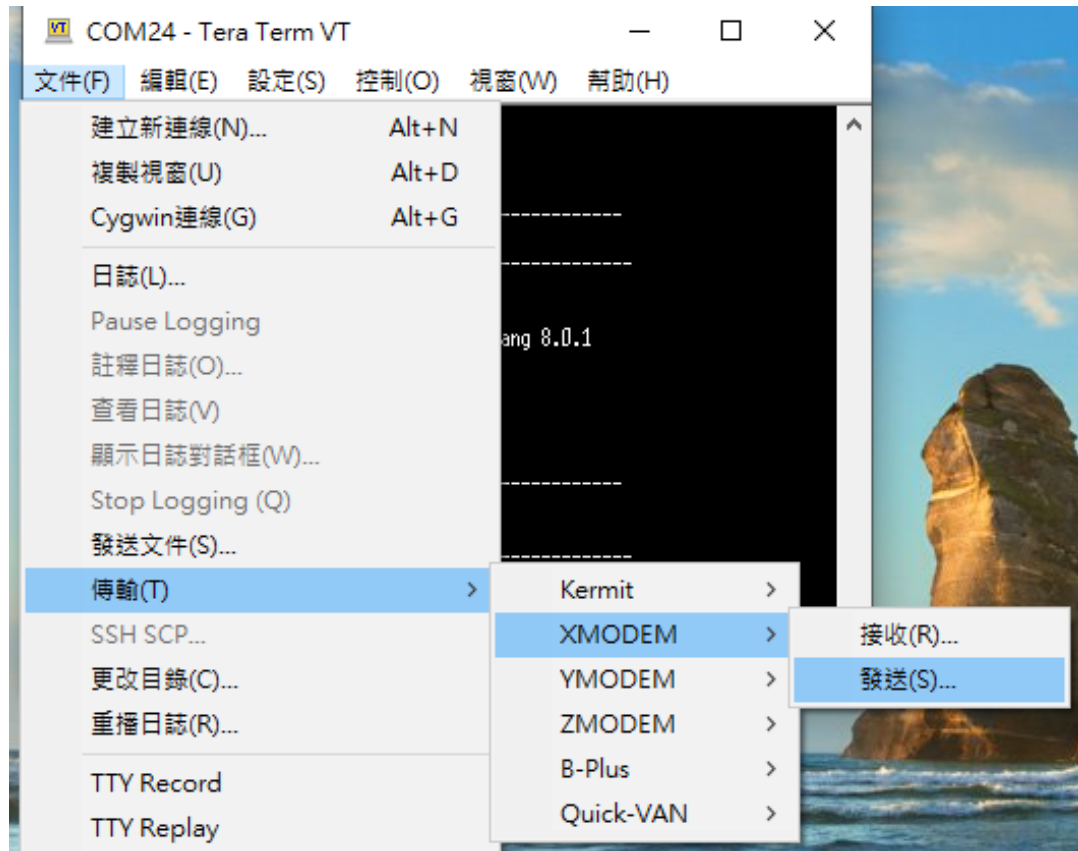 COM24 - Tera Term VT
文件(F) 編輯(E) 設定(S) 控制(O) 視窗(W) 幫助(H)
建立新連線(N)... Alt+N
複製視窗(U) Alt+D
Cygwin連線(G) Alt+G
-------------
日誌(L)...
--------------
Pause Logging
ang 8.0.1
註釋日誌(O)...
查看日誌(V)
顯示日誌對話框(W)...
-------------
Stop Logging (Q)
發送文件(S)...
--------------
傳輸(T)
Kermit
SSH SCP...
XMODEM
接收(R)...
更改目錄(C)...
YMODEM
發送(S)...
重播日誌(R)...
ZMODEM
TTY Record
B-Plus
TTY Replay
Quick-VAN